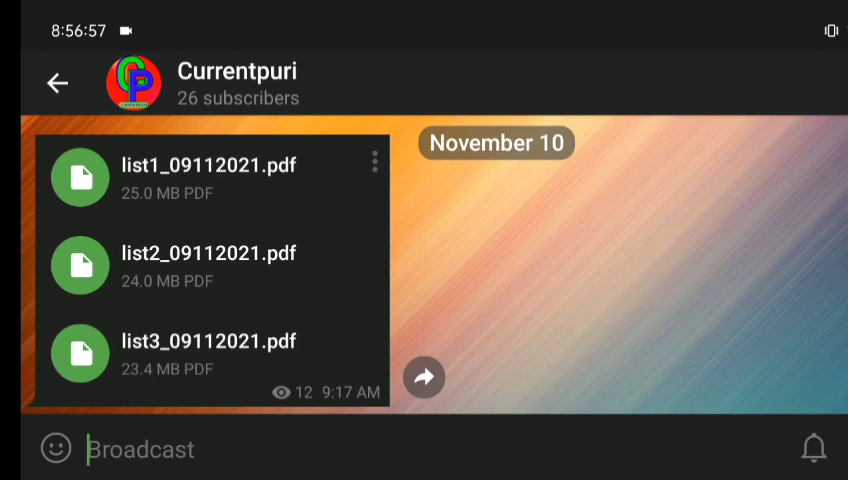 8:56:57
Currentpuri
26 subscribers
November 10
list1_09112021.pdf
25.0 MB PDF
list2_09112021.pdf
24.0 MB PDF
list3_09112021.pdf
23.4 MB PDF
12 9:17 AM
Broadcast
CP